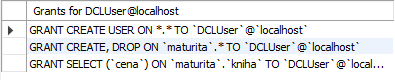 Grants for DCLUser@localhost
GRANT CREATE USER ON *.* TO `DCLUser`@`localhost`
GRANT CREATE, DROP ON `maturita`.* TO `DCLUser`@`localhost`
GRANT SELECT (`cena`) ON `maturita`.`kniha` TO `DCLUser`@`local...